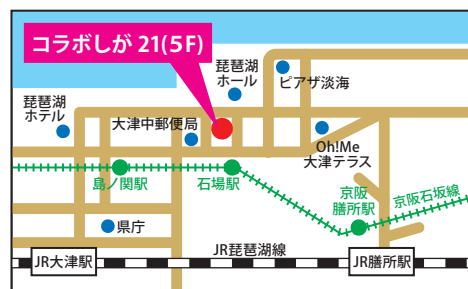 コラボしが 21(5F)
琵琶湖
ホール
ピアザ淡海
琵琶湖
ホテル
大津中郵便局
Oh!Me
大津テラス
島ノ関駅
石場駅
京阪
膳所駅
京阪石坂線
県庁
JR琵琶湖線
JR大津駅
JR膳所駅